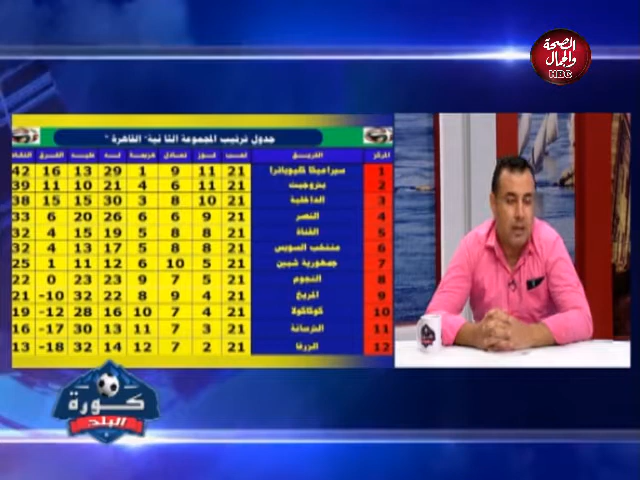 الصحة
والجمال
HBG
جدول ترتيب المجموعة الثانية "القاهرة"
المركز الفريق لعب فوز تعادل هزيمة له عليه الفرق النقاط
1 سيراميكا كليوباترا 21 11 9 1 29 13 16 42
2 بتروجيت 21 11 6 4 21 10 11 39
3 الداخلية 21 10 8 3 30 15 15 38
4 النصر 21 9 6 6 26 20 6 33
5 القناة 21 8 8 5 19 15 4 32
6 منتخب السويس 21 8 8 5 17 13 4 32
7 جمهورية شبين 21 5 10 6 12 11 1 25
8 النجوم 21 5 7 9 23 23 0 22
9 المريخ 21 4 9 8 22 32 -10 21
10 كوكاكولا 21 4 7 10 16 28 -12 19
11 الترسانة 21 3 7 11 13 30 -17 16
12 الزرقا 21 2 7 12 14 32 -18 13
كورة
البلد